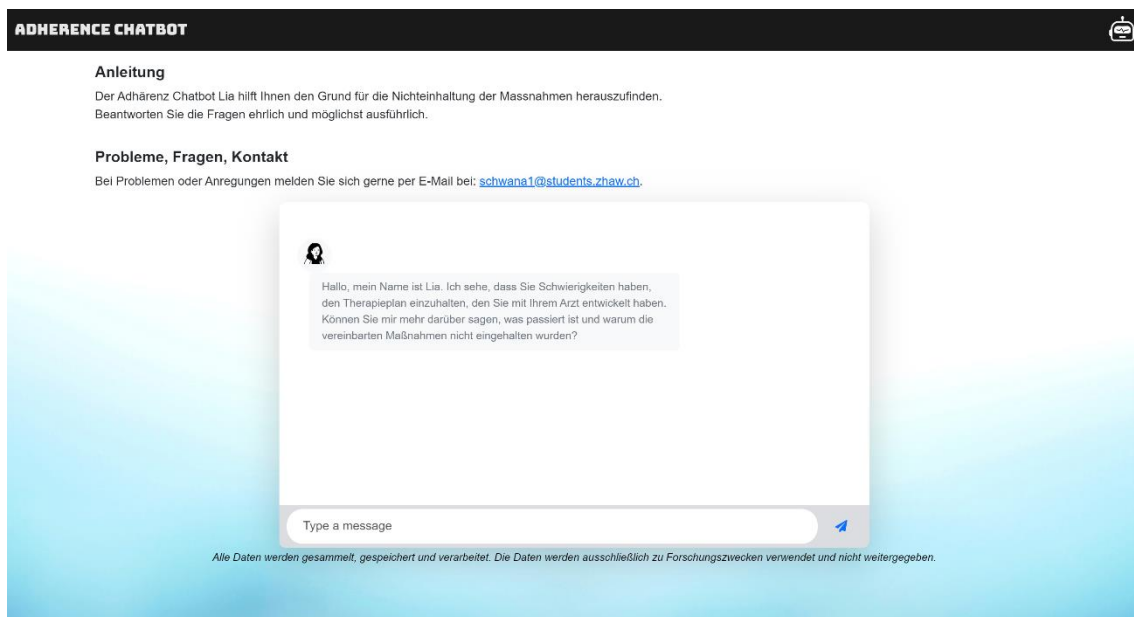 ADHERENCE CHATBOT
Anleitung
Der Adhärenz Chatbot Lia hilft Ihnen den Grund für die Nichteinhaltung der Massnahmen herauszufinden.
Beantworten Sie die Fragen ehrlich und möglichst ausführlich.
Probleme, Fragen, Kontakt
Bei Problemen oder Anregungen melden Sie sich gerne per E-Mail bei: schwana1@students.zhaw.ch.
Hallo, mein Name ist Lia. Ich sehe, dass Sie Schwierigkeiten haben,
den Therapieplan einzuhalten, den Sie mit Ihrem Arzt entwickelt haben.
Können Sie mir mehr darüber sagen, was passiert ist und warum die
vereinbarten Maßnahmen nicht eingehalten wurden?
Type a message
Alle Daten werden gesammelt, gespeichert und verarbeitet. Die Daten werden ausschließlich zu Forschungszwecken verwendet und nicht weitergegeben.